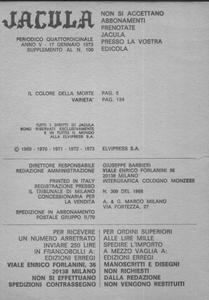 JACULA
PERIODICO QUATTORDICINALE
ANNO V - 17 GENNAIO 1973
SUPPLEMENTO AL N. 106
NON SI ACCETTANO
ABBONAMENTI
PRENOTATE
JACULA
PRESSO LA VOSTRA
EDICOLA
IL COLORE DELLA MORTE PAG. 5
VARIETA' PAG. 124
TUTTI I DIRITTI DI JACULA
SONO RISERVATI ESCLUSIVAMENTE
E IN TUTTO IL MONDO
ALLA ELVIPRESS S.A.
© 1969 - 1970 - 1971 - 1972 - 1973 ELVIPRESS S.A.
DIRETTORE RESPONSABILE GIUSEPPE BARBIERI
REDAZIONE AMMINISTRAZIONE VIALE ENRICO FORLANINI, 36
20138 MILANO
PRINTED IN ITALY INTERGRAFICA COLOGNO MONZESE
REGISTRAZIONE PRESSO
IL TRIBUNALE DI MILANO N. 309 DEL 1968
CONCESSIONARIA PER
LA VENDITA A. & G. MARCO MILANO
VIA FORTEZZA, 27
SPEDIZIONE IN ABBONAMENTO
POSTALE GRUPPO II/70
PER RICEVERE
UN NUMERO ARRETRATO
INVIARE 250 LIRE
IN FRANCOBOLLI A:
EDIZIONI ERREGI
VIALE ENRICO FORLANINI, 36
20138 MILANO
NON SI EFFETTUANO
SPEDIZIONI CONTRASSEGNO
PER ORDINI SUPERIORI
ALLE LIRE MILLE
SPEDIRE L'IMPORTO
A MEZZO VAGLIA A:
EDIZIONI ERREGI
MANOSCRITTI E DISEGNI
NON RICHIESTI
DALLA REDAZIONE
NON VENGONO RESTITUITI